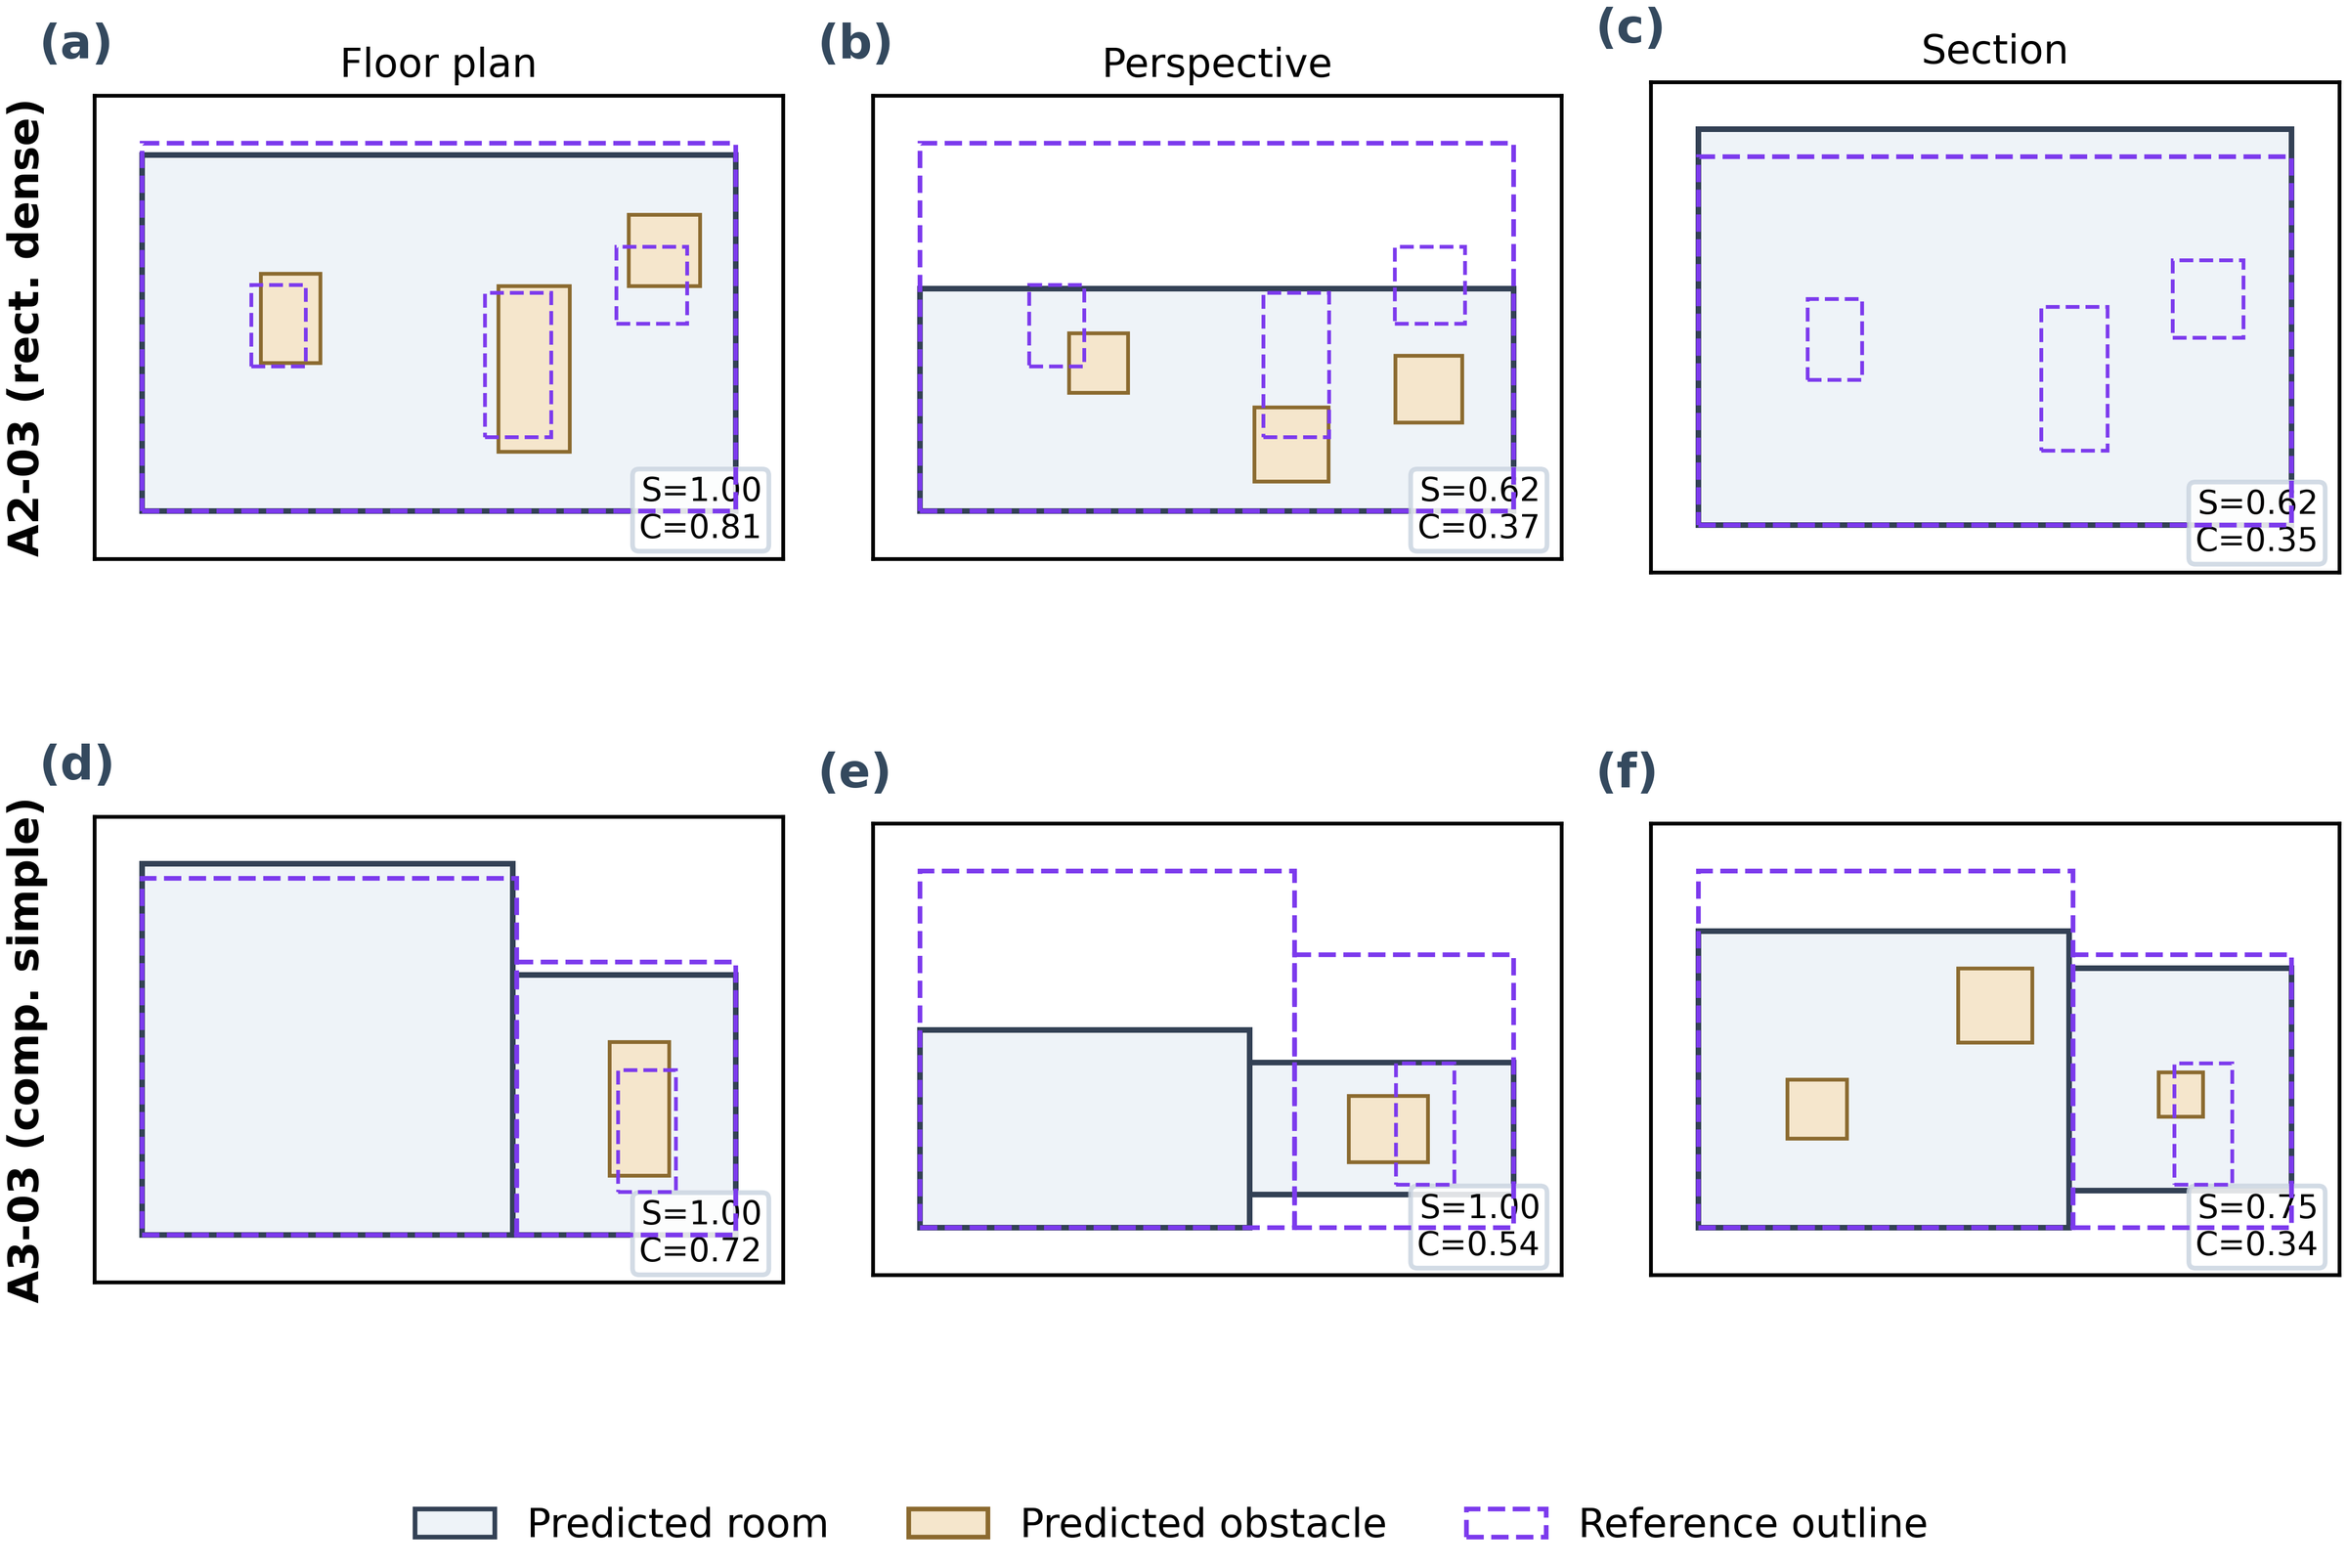 (a)
Floor plan
(b)
Perspective
(c)
Section
A2-03 (rect. dense)
S=1.00
C=0.81
S=0.62
C=0.37
S=0.62
C=0.35
(d)
(e)
(f)
A3-03 (comp. simple)
S=1.00
C=0.72
S=1.00
C=0.54
S=0.75
C=0.34
Predicted room
Predicted obstacle
Reference outline